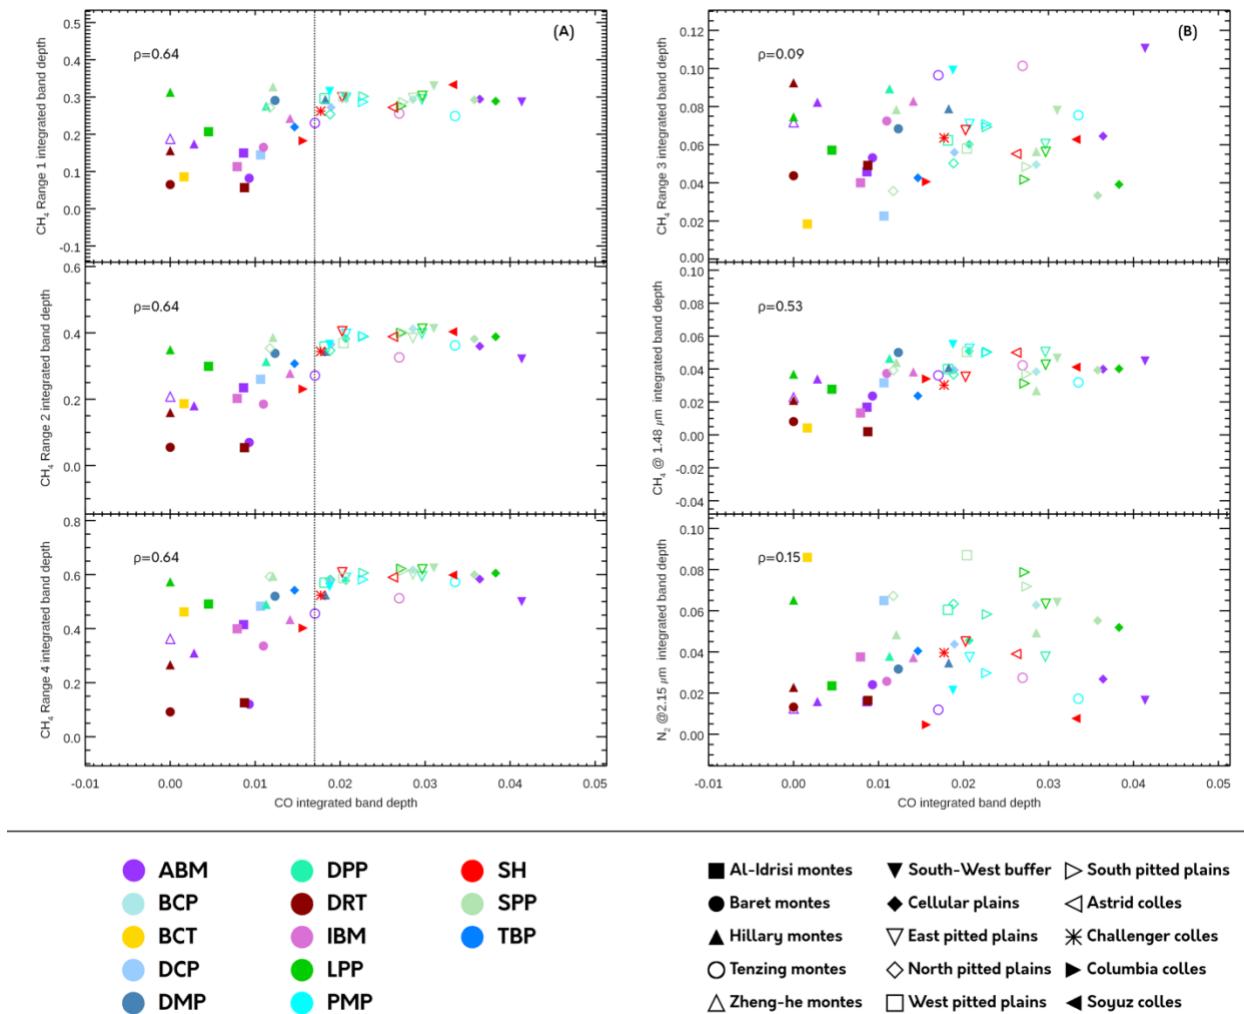 (A)
ρ=0.64
CH₄ Range 1 integrated band depth
0.5
0.4
0.3
0.2
0.1
0.0
-0.1
ρ=0.64
CH₄ Range 2 integrated band depth
0.6
0.4
0.2
0.0
ρ=0.64
CH₄ Range 4 integrated band depth
0.8
0.6
0.4
0.2
0.0
-0.01 0.00 0.01 0.02 0.03 0.04 0.05
CO integrated band depth
(B)
ρ=0.09
CH₄ Range 3 integrated band depth
0.12
0.10
0.08
0.06
0.04
0.02
0.00
ρ=0.53
CH₄ @ 1.48 μm integrated band depth
0.10
0.08
0.06
0.04
0.02
0.00
-0.02
-0.04
ρ=0.15
N₂ @2.15 μm integrated band depth
0.10
0.08
0.06
0.04
0.02
0.00
-0.01 0.00 0.01 0.02 0.03 0.04 0.05
CO integrated band depth
ABM DPP SH
BCP DRT SPP
BCT IBM TBP
DCP LPP
DMP PMP
Al-Idrisi montes South-West buffer South pitted plains
Baret montes Cellular plains Astrid colles
Hillary montes East pitted plains Challenger colles
Tenzing montes North pitted plains Columbia colles
Zheng-he montes West pitted plains Soyuz colles